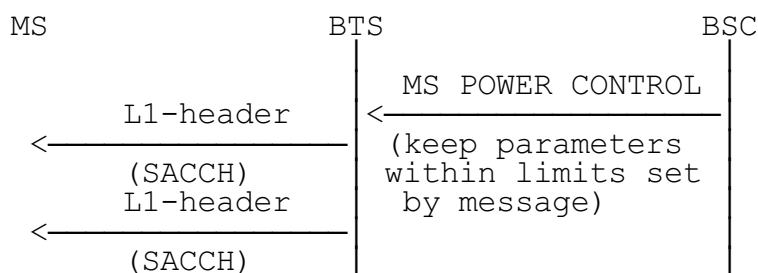 MS BTS BSC
MS POWER CONTROL
L1-header
(keep parameters
(SACCH) within limits set
L1-header by message)
(SACCH)